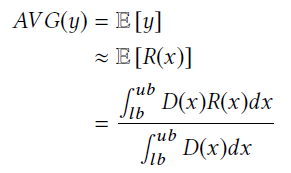 AVG(y) = 𝔼[y]
≈ 𝔼[R(x)]
= ∫_{lb}^{ub} D(x)R(x)dx / ∫_{lb}^{ub} D(x)dx